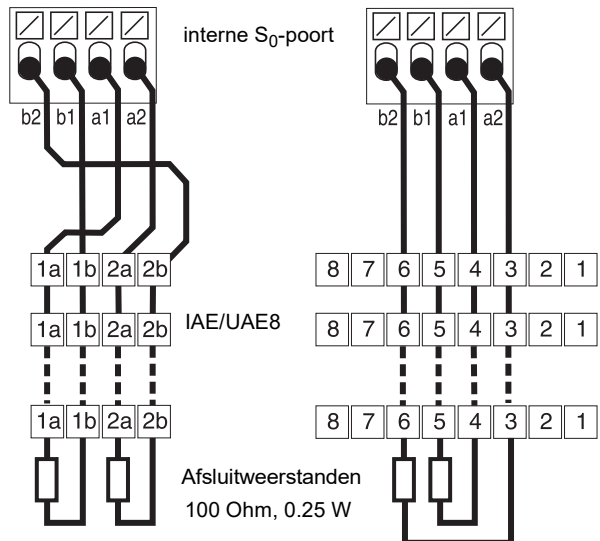 interne S0-poort
b2 b1 a1 a2
b2 b1 a1 a2
1a 1b 2a 2b
8 7 6 5 4 3 2 1
1a 1b 2a 2b
IAE/UAE8
8 7 6 5 4 3 2 1
1a 1b 2a 2b
8 7 6 5 4 3 2 1
Afsluitweerstanden
100 Ohm, 0.25 W